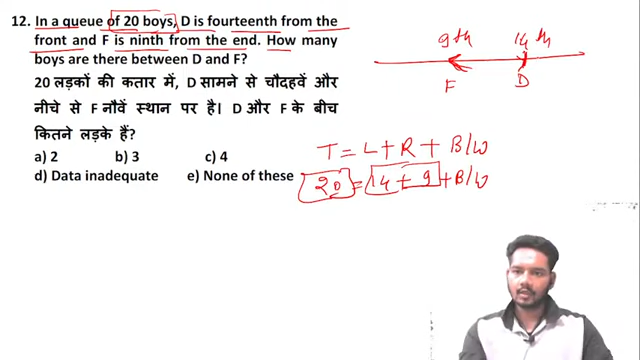 12. In a queue of 20 boys, D is fourteenth from the
front and F is ninth from the end. How many
boys are there between D and F?
20 लड़कों की कतार में, D सामने से चौदहवें और
नीचे से F नौवें स्थान पर है। D और F के बीच
कितने लड़के हैं?
a) 2 b) 3 c) 4
d) Data inadequate e) None of these
9th 14th
F D
T = L + R + B/W
20 = 14 + 9 + B/W